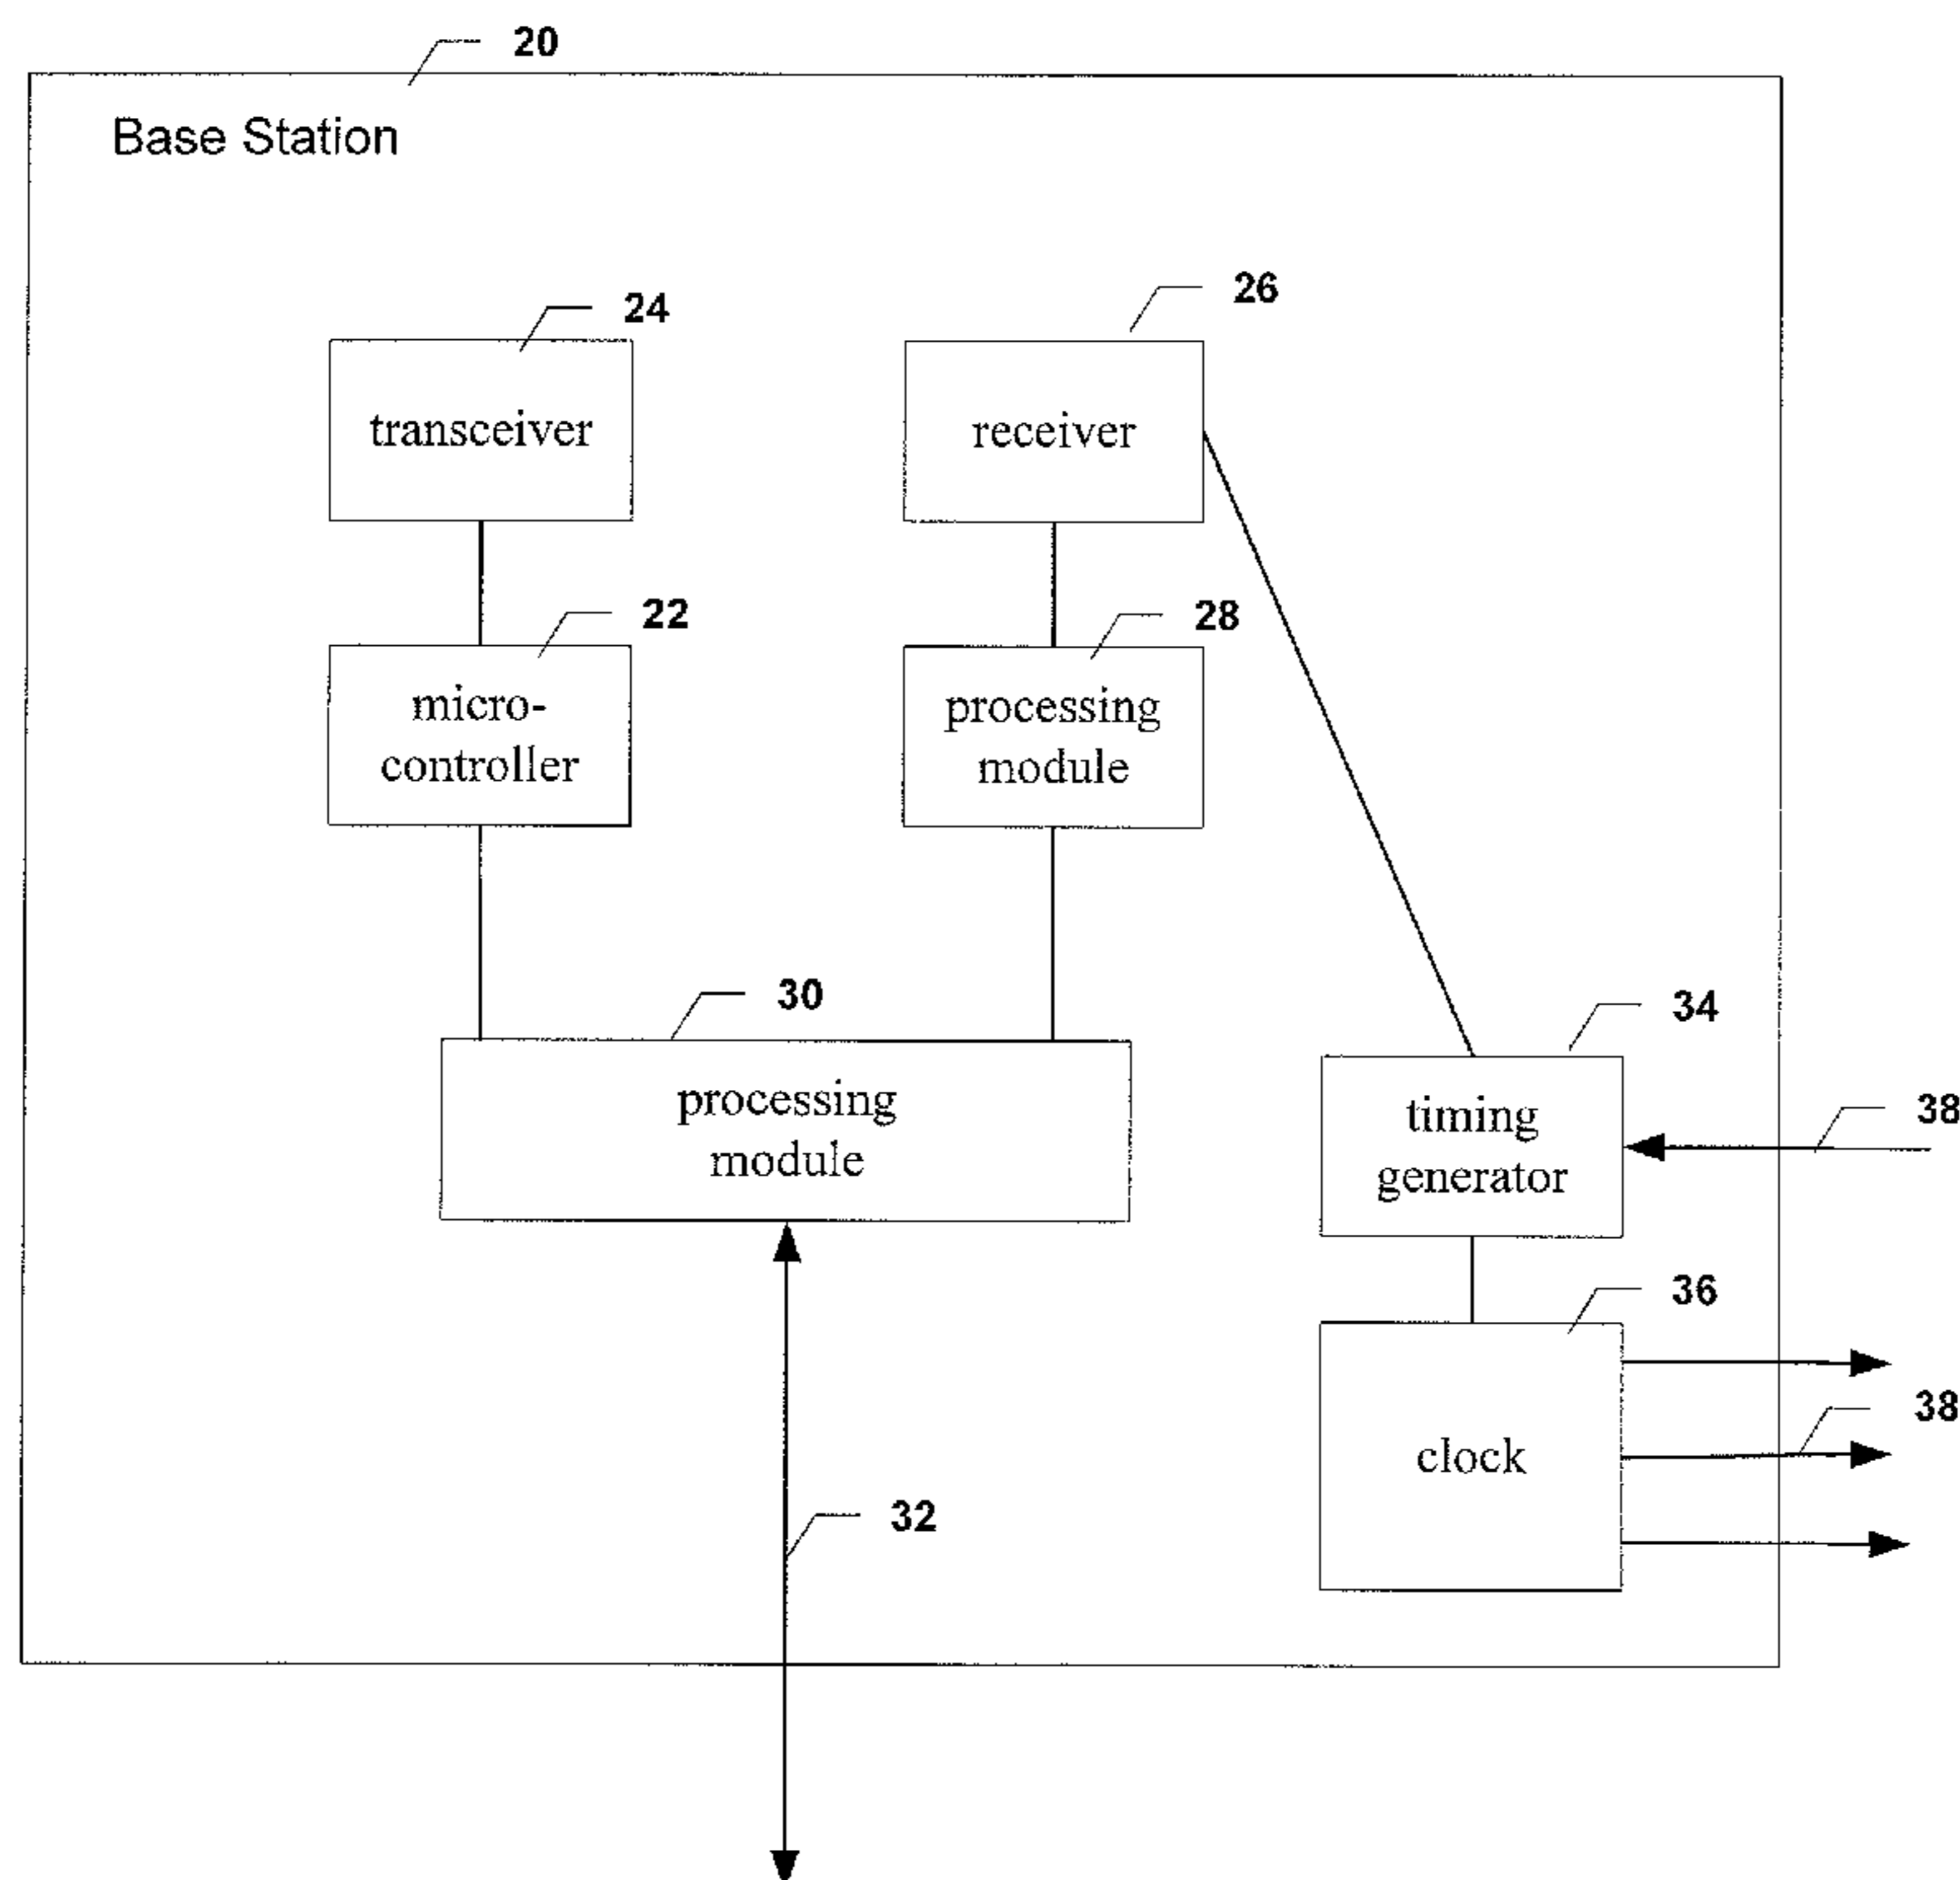 20
Base Station
24
26
transceiver
receiver
22
28
micro-
controller
processing
module
30
34
processing
module
38
timing
generator
36
38
clock
32